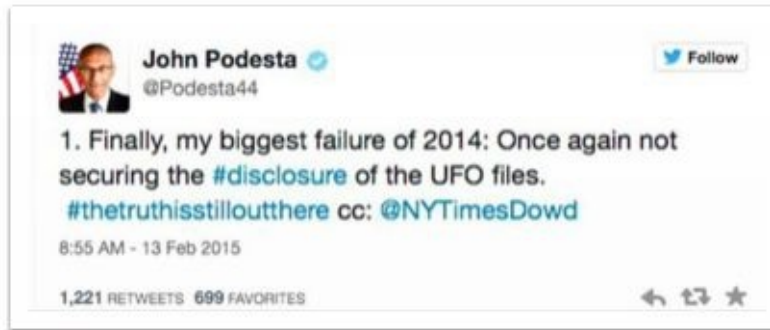 John Podesta
Follow
@Podesta44
1. Finally, my biggest failure of 2014: Once again not
securing the #disclosure of the UFO files.
#thetruthisstilloutthere cc: @NYTimesDowd
8:55 AM - 13 Feb 2015
1,221 RETWEETS 699 FAVORITES